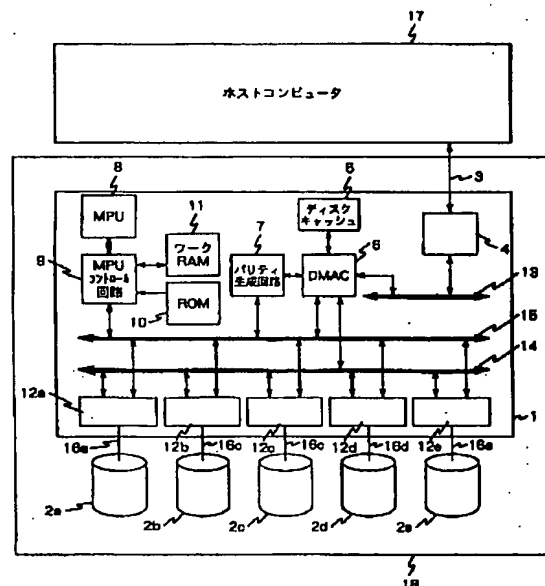 17
ホストコンピュータ
8
MPU
11
ワーク
RAM
ディスク
キャッシュ
3
7
パリティ
生成回路
6
DMAC
4
9
MPU
コントロール
回路
10
ROM
13
15
14
12a
12b
12c
12d
12e
1
16a
16c
16d
16e
2a
2b
2c
2d
2e
18